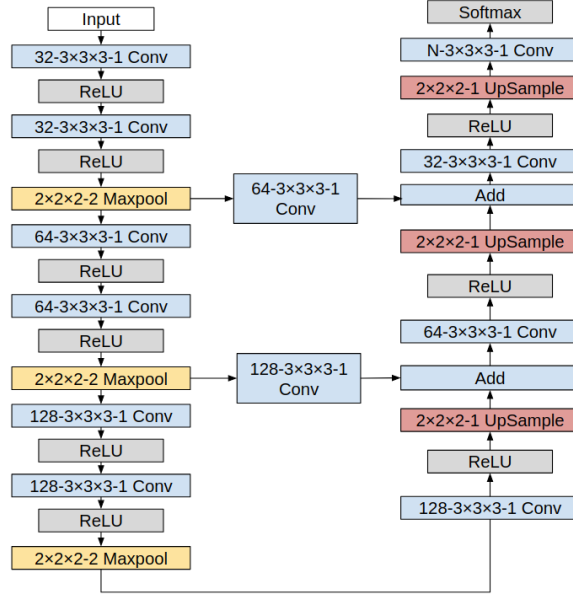 Input
32-3×3×3-1 Conv
ReLU
32-3×3×3-1 Conv
ReLU
2×2×2-2 Maxpool
64-3×3×3-1 Conv
ReLU
64-3×3×3-1 Conv
ReLU
2×2×2-2 Maxpool
128-3×3×3-1 Conv
ReLU
128-3×3×3-1 Conv
ReLU
2×2×2-2 Maxpool
64-3×3×3-1
Conv
128-3×3×3-1
Conv
Softmax
N-3×3×3-1 Conv
2×2×2-1 UpSample
ReLU
32-3×3×3-1 Conv
Add
2×2×2-1 UpSample
ReLU
64-3×3×3-1 Conv
Add
2×2×2-1 UpSample
ReLU
128-3×3×3-1 Conv